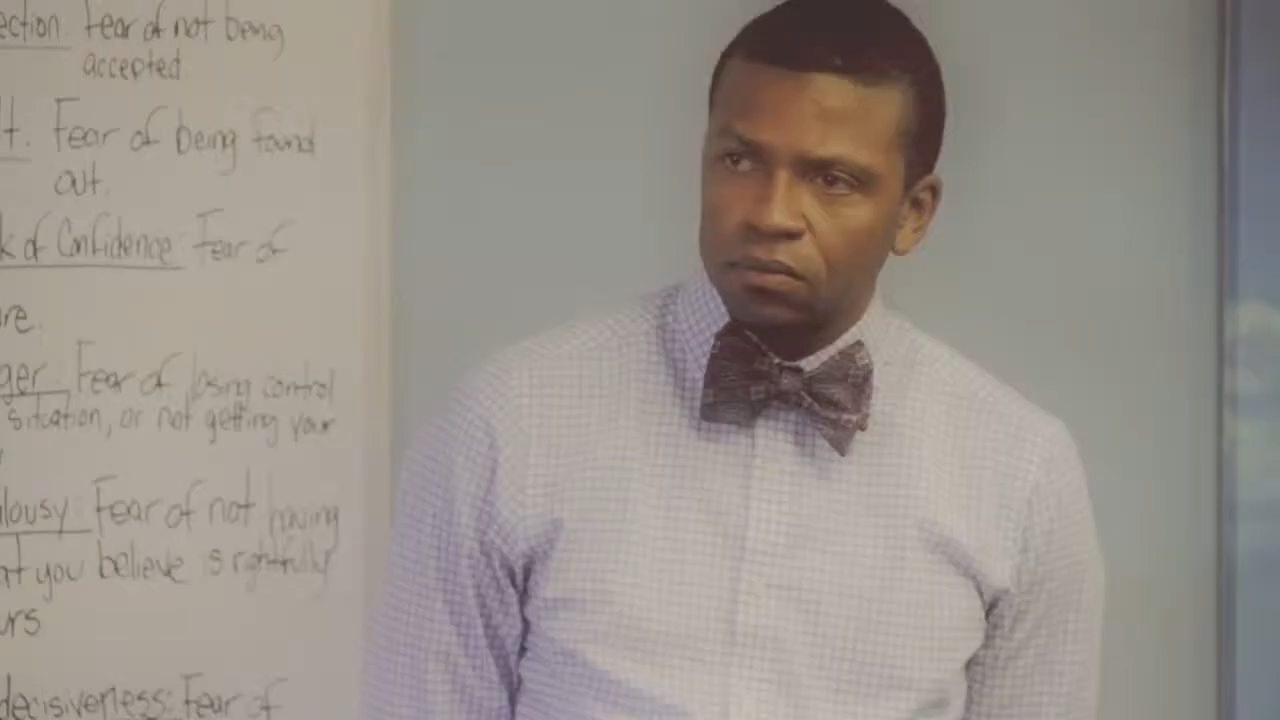 ection: Fear of not being
accepted.
t. Fear of being found
out.
k of Confidence: Fear of
re.
ger: Fear of losing control
situation, or not getting your
lousy: Fear of not having
at you believe is rightfully
urs
decisiveness: Fear of